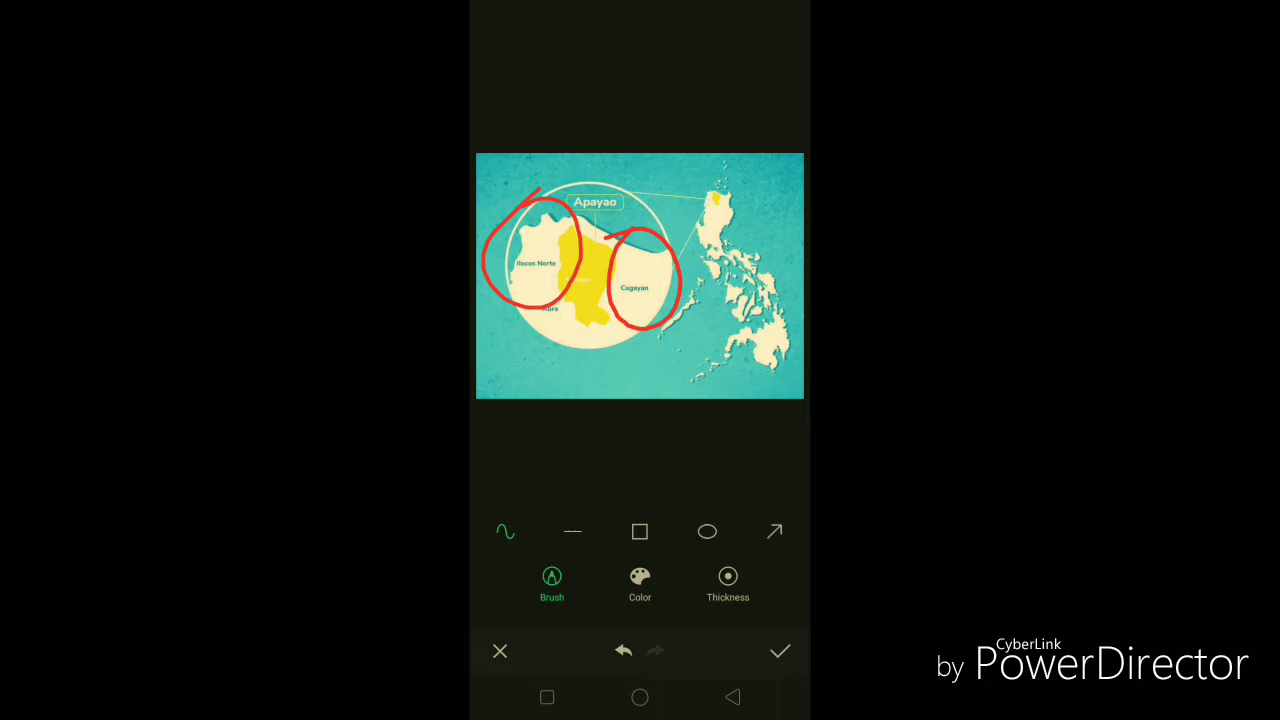 Apayao
Ilocos Norte
Cagayan
Abra
Brush
Color
Thickness
CyberLink
by PowerDirector